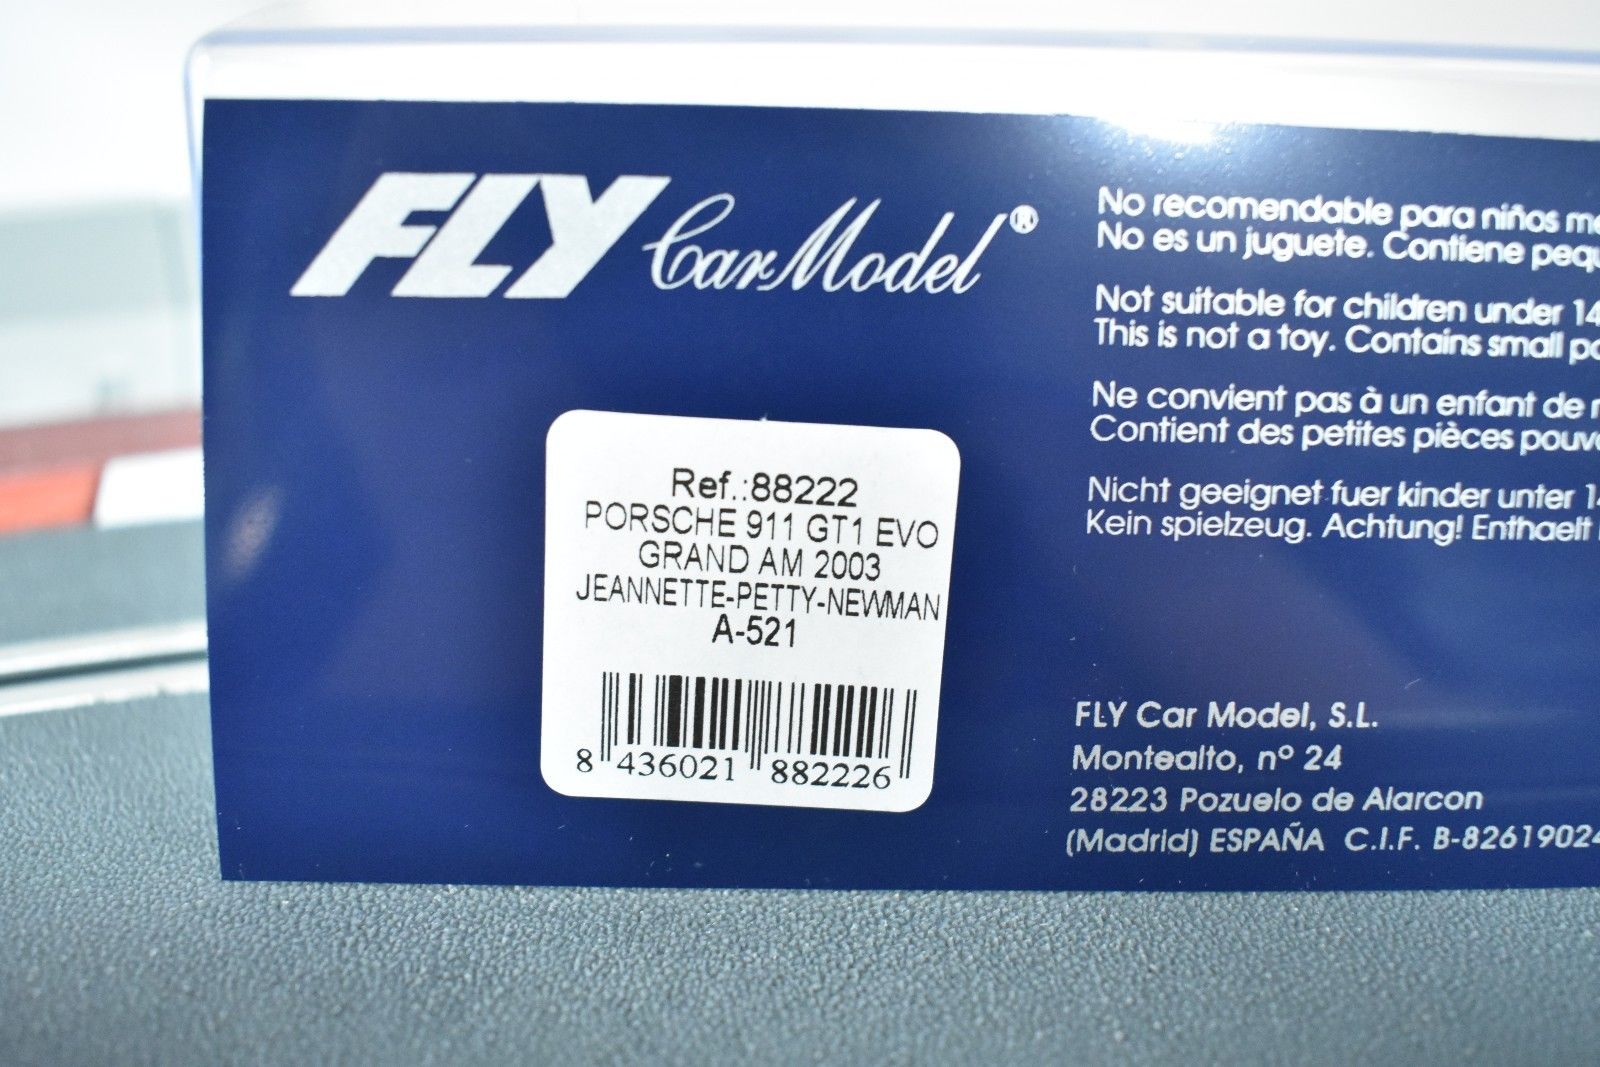 FLY Car Model ®
Ref.:88222
PORSCHE 911 GT1 EVO
GRAND AM 2003
JEANNETTE-PETTY-NEWMAN
A-521
8 436021 882226
No recomendable para niños
No es un juguete. Contiene
Not suitable for children under 14
This is not a toy. Contains small
Ne convient pas à un enfant de
Contient des petites pièces
Nicht geeignet fuer kinder unter
Kein spielzeug. Achtung! Enthaelt
FLY Car Model, S.L.
Montealto, nº 24
28223 Pozuelo de Alarcon
(Madrid) ESPAÑA C.I.F. B-82619024